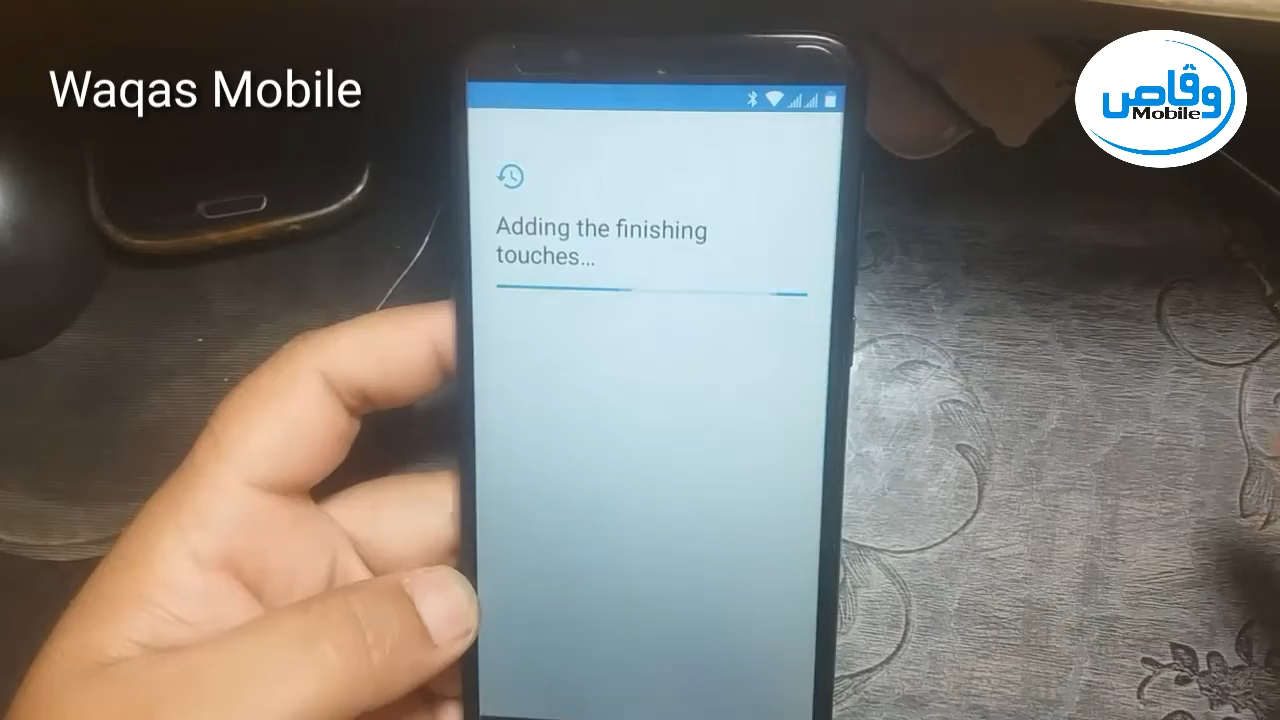 Waqas Mobile
وقاص
Mobile
Adding the finishing
touches...